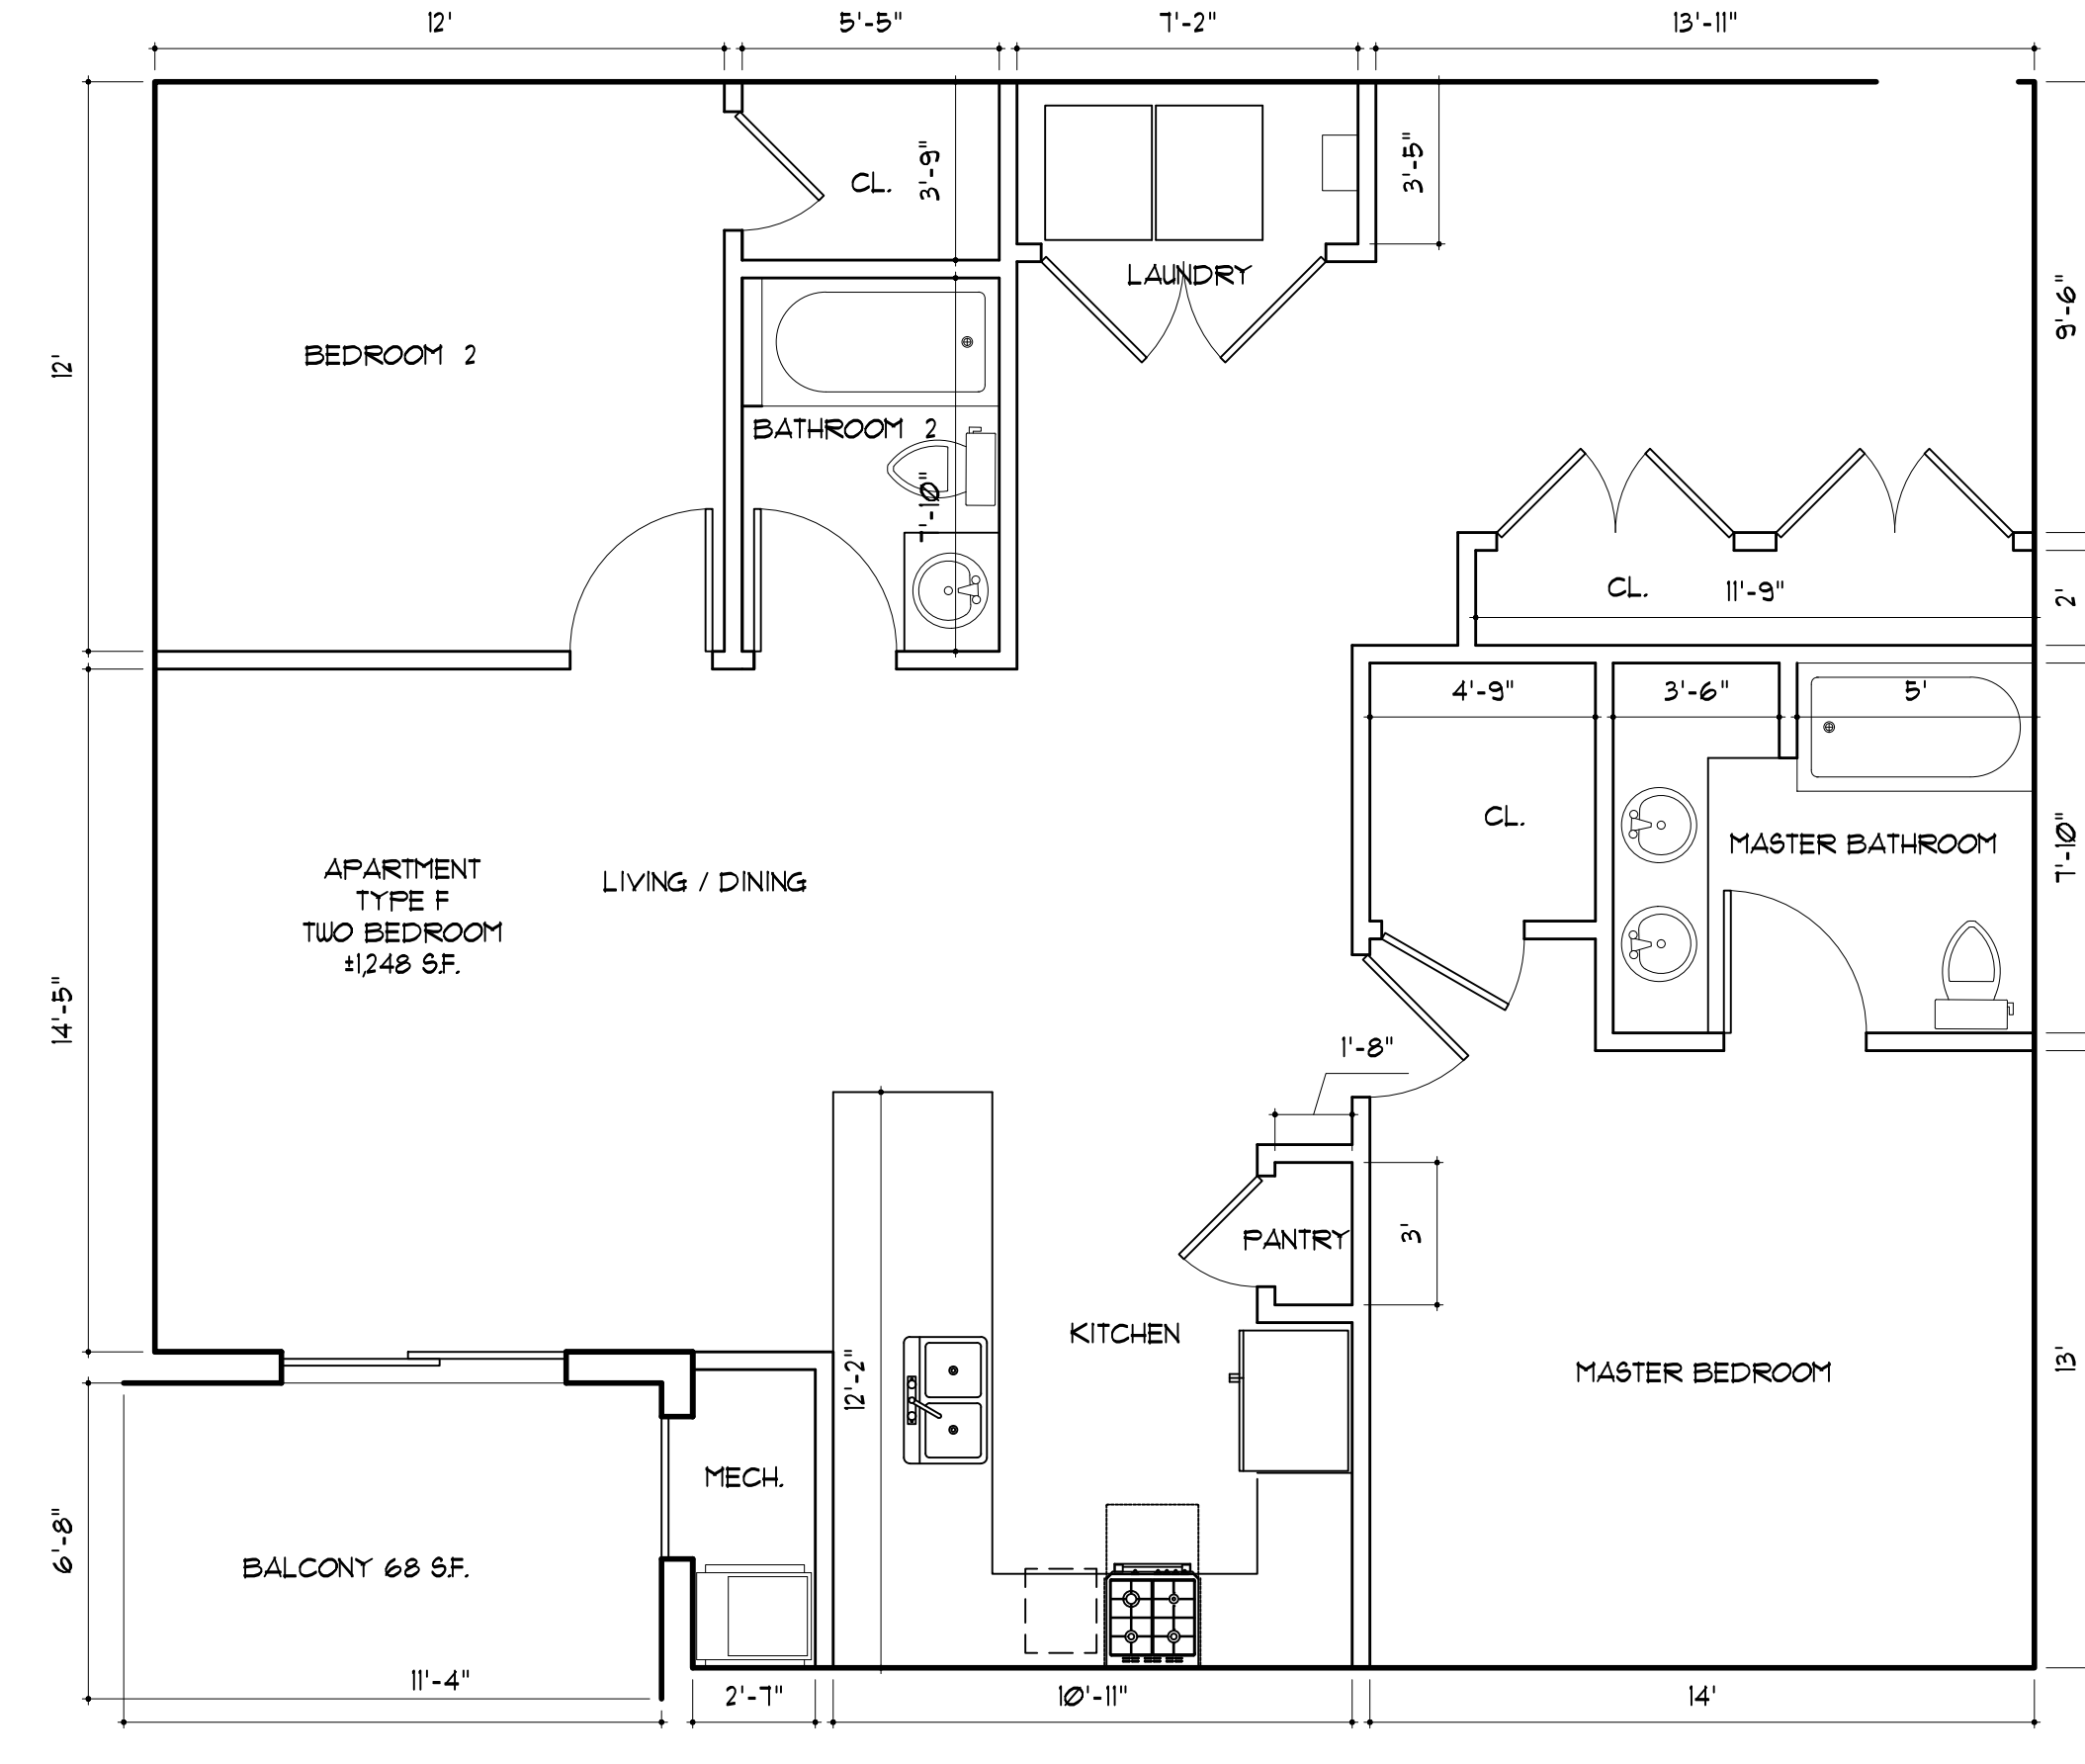 12' 5'-5" 7'-2" 13'-11"
3'-9" 3'-5"
CL.
LAUNDRY
9'-6"
12'
BEDROOM 2
BATHROOM 2
7'-10"
CL. 11'-9" 2'
4'-9" 3'-6" 5'
CL.
MASTER BATHROOM
7'-10"
APARTMENT
TYPE F
TWO BEDROOM
±1,248 S.F.
LIVING / DINING
14'-5"
1'-8"
PANTRY
3'
KITCHEN
13'
MASTER BEDROOM
12'-2"
MECH.
6'-8"
BALCONY 68 S.F.
11'-4"
2'-7" 10'-11" 14'